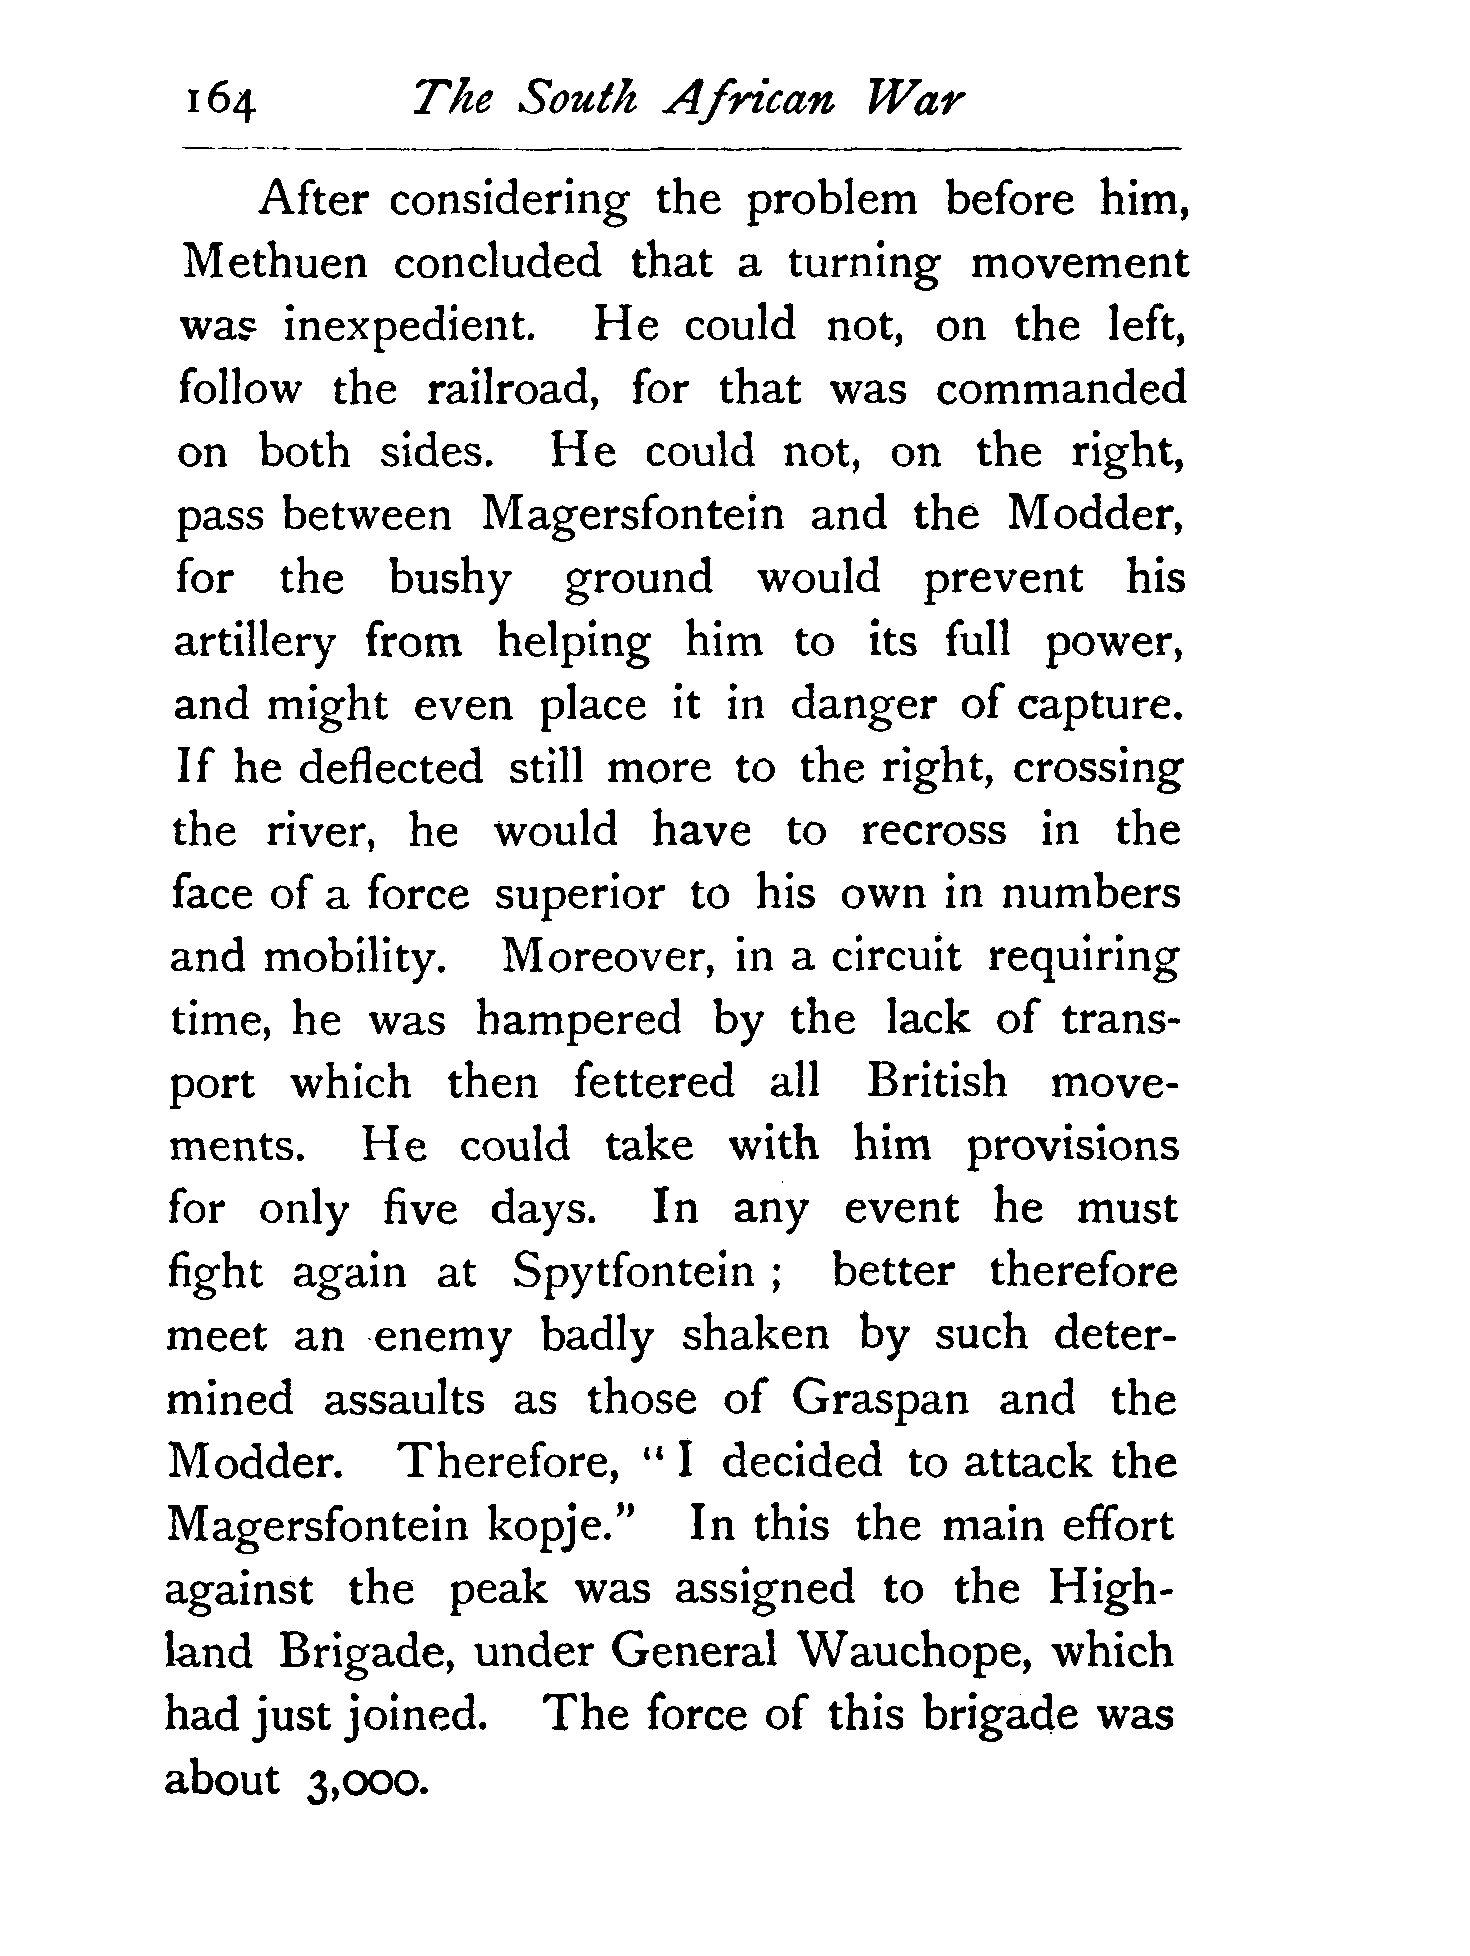 164 The South African War
After considering the problem before him,
Methuen concluded that a turning movement
was inexpedient. He could not, on the left,
follow the railroad, for that was commanded
on both sides. He could not, on the right,
pass between Magersfontein and the Modder,
for the bushy ground would prevent his
artillery from helping him to its full power,
and might even place it in danger of capture.
If he deflected still more to the right, crossing
the river, he would have to recross in the
face of a force superior to his own in numbers
and mobility. Moreover, in a circuit requiring
time, he was hampered by the lack of trans-
port which then fettered all British move-
ments. He could take with him provisions
for only five days. In any event he must
fight again at Spytfontein ; better therefore
meet an enemy badly shaken by such deter-
mined assaults as those of Graspan and the
Modder. Therefore, “ I decided to attack the
Magersfontein kopje.” In this the main effort
against the peak was assigned to the High-
land Brigade, under General Wauchope, which
had just joined. The force of this brigade was
about 3,000.